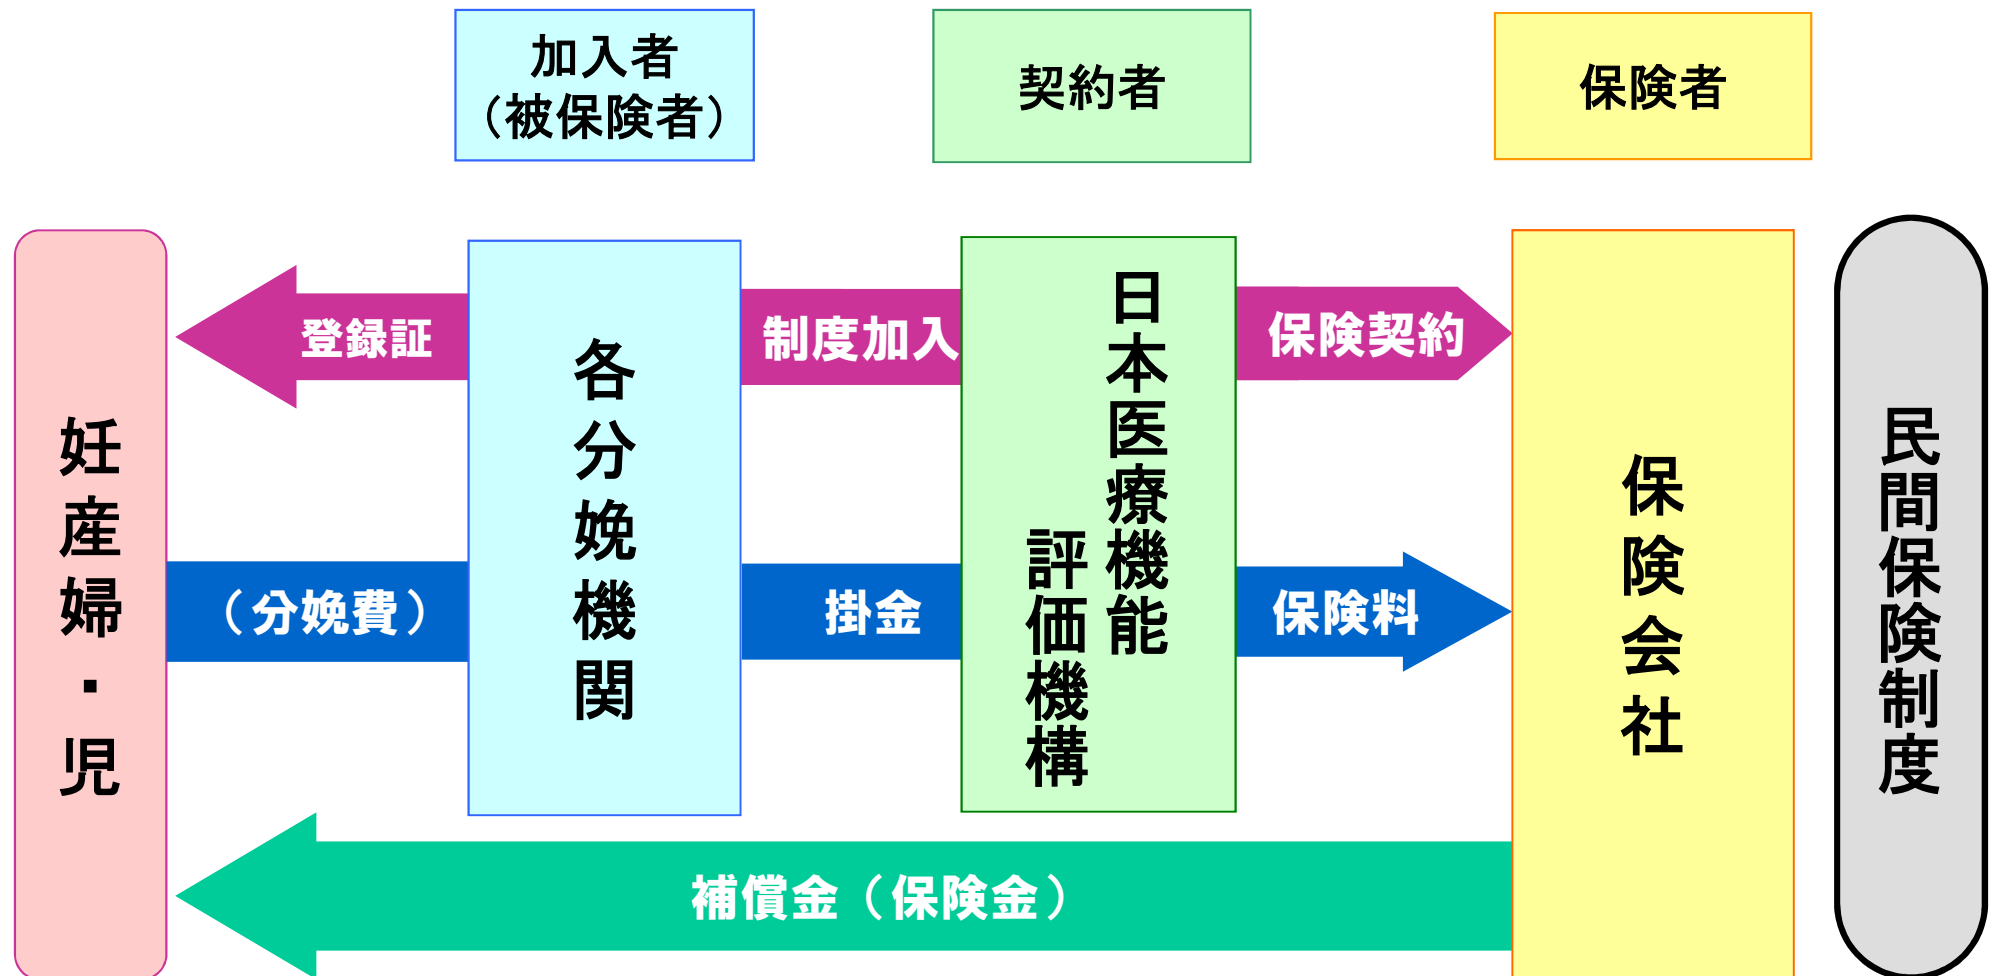 加入者
（被保険者）
契約者
保険者
妊産婦・児
登録証
（分娩費）
各分娩機関
制度加入
掛金
日本医療機能
評価機構
保険契約
保険料
保険会社
民間保険制度
補償金（保険金）